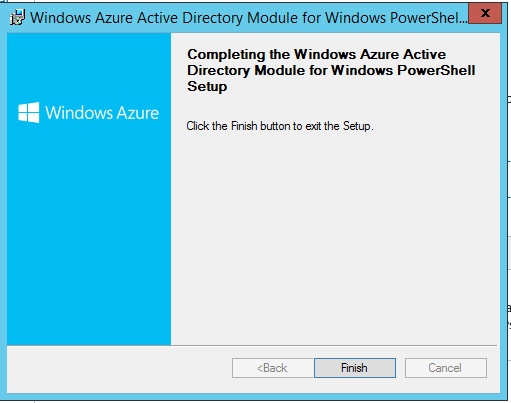 Windows Azure Active Directory Module for Windows PowerShel...
x
Completing the Windows Azure Active
Directory Module for Windows PowerShell
Setup
Windows Azure
Click the Finish button to exit the Setup.
<Back
Finish
Cancel